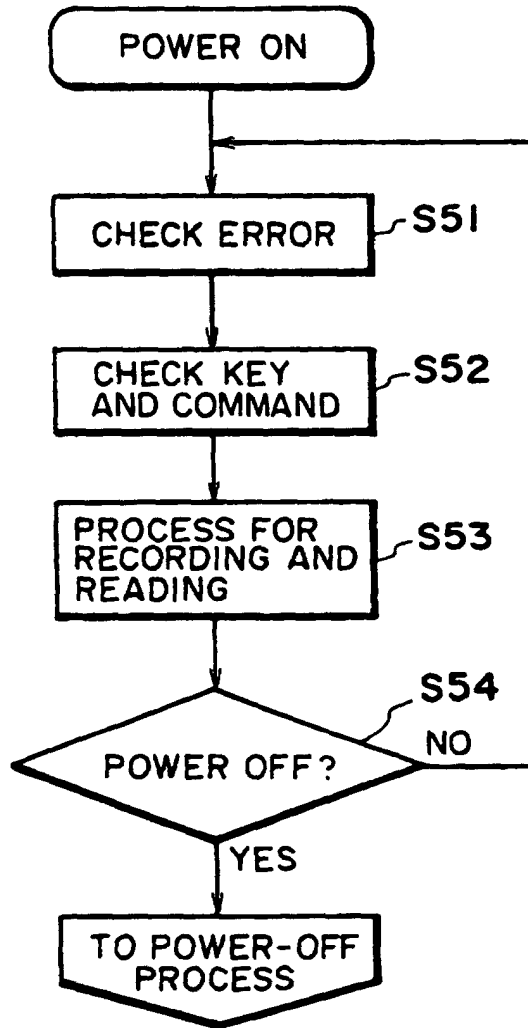 POWER ON
CHECK ERROR
S51
CHECK KEY
AND COMMAND
S52
PROCESS FOR
RECORDING AND
READING
S53
S54
POWER OFF?
NO
YES
TO POWER-OFF
PROCESS